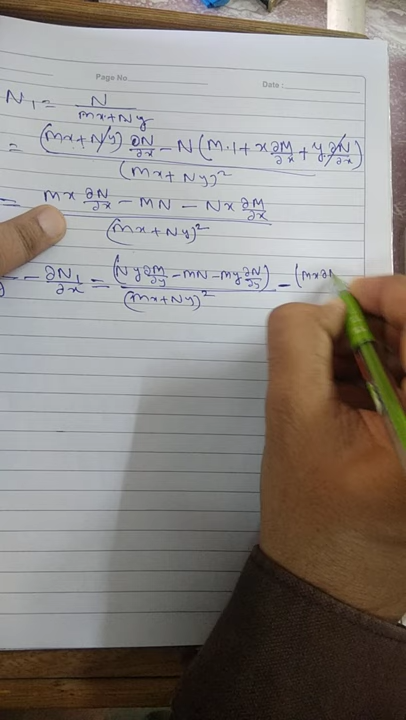 Page No. Date :
N₁ = N/(mx+Ny)
= ((mx+Ny) ∂N/∂x - N(M.1 + x∂M/∂x + y.∂N/∂x))/(mx+Ny)²
= (mx ∂N/∂x - MN - Nx ∂M/∂x)/(mx+Ny)²
- ∂N₁/∂x = (Ny∂M/∂y - MN - My∂N/∂y)/(mx+Ny)² - (mx∂N